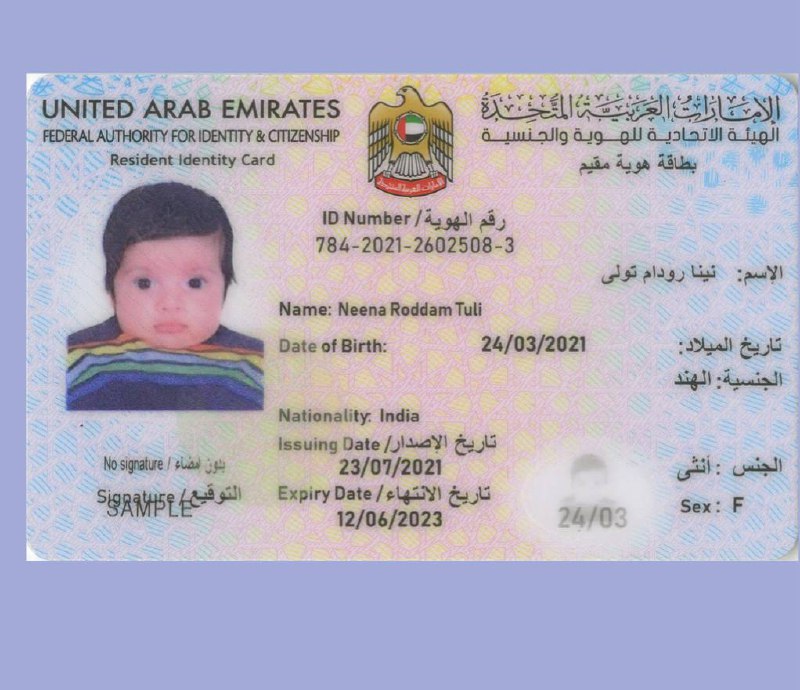 UNITED ARAB EMIRATES
الإمارات العربية المتحدة
FEDERAL AUTHORITY FOR IDENTITY & CITIZENSHIP
الهيئة الاتحادية للهوية والجنسية
Resident Identity Card
بطاقة هوية مقيم
ID Number / رقم الهوية
784-2021-2602508-3
الإسم: نينا رودام تولى
Name: Neena Roddam Tuli
Date of Birth: 24/03/2021 تاريخ الميلاد:
الجنسية: الهند
Nationality: India
Issuing Date / تاريخ الإصدار
23/07/2021
No signature / بدون امضاء
الجنس : أنثى
Signature / التوقيع
SAMPLE
Expiry Date / تاريخ الانتهاء
12/06/2023
24/03
Sex: F